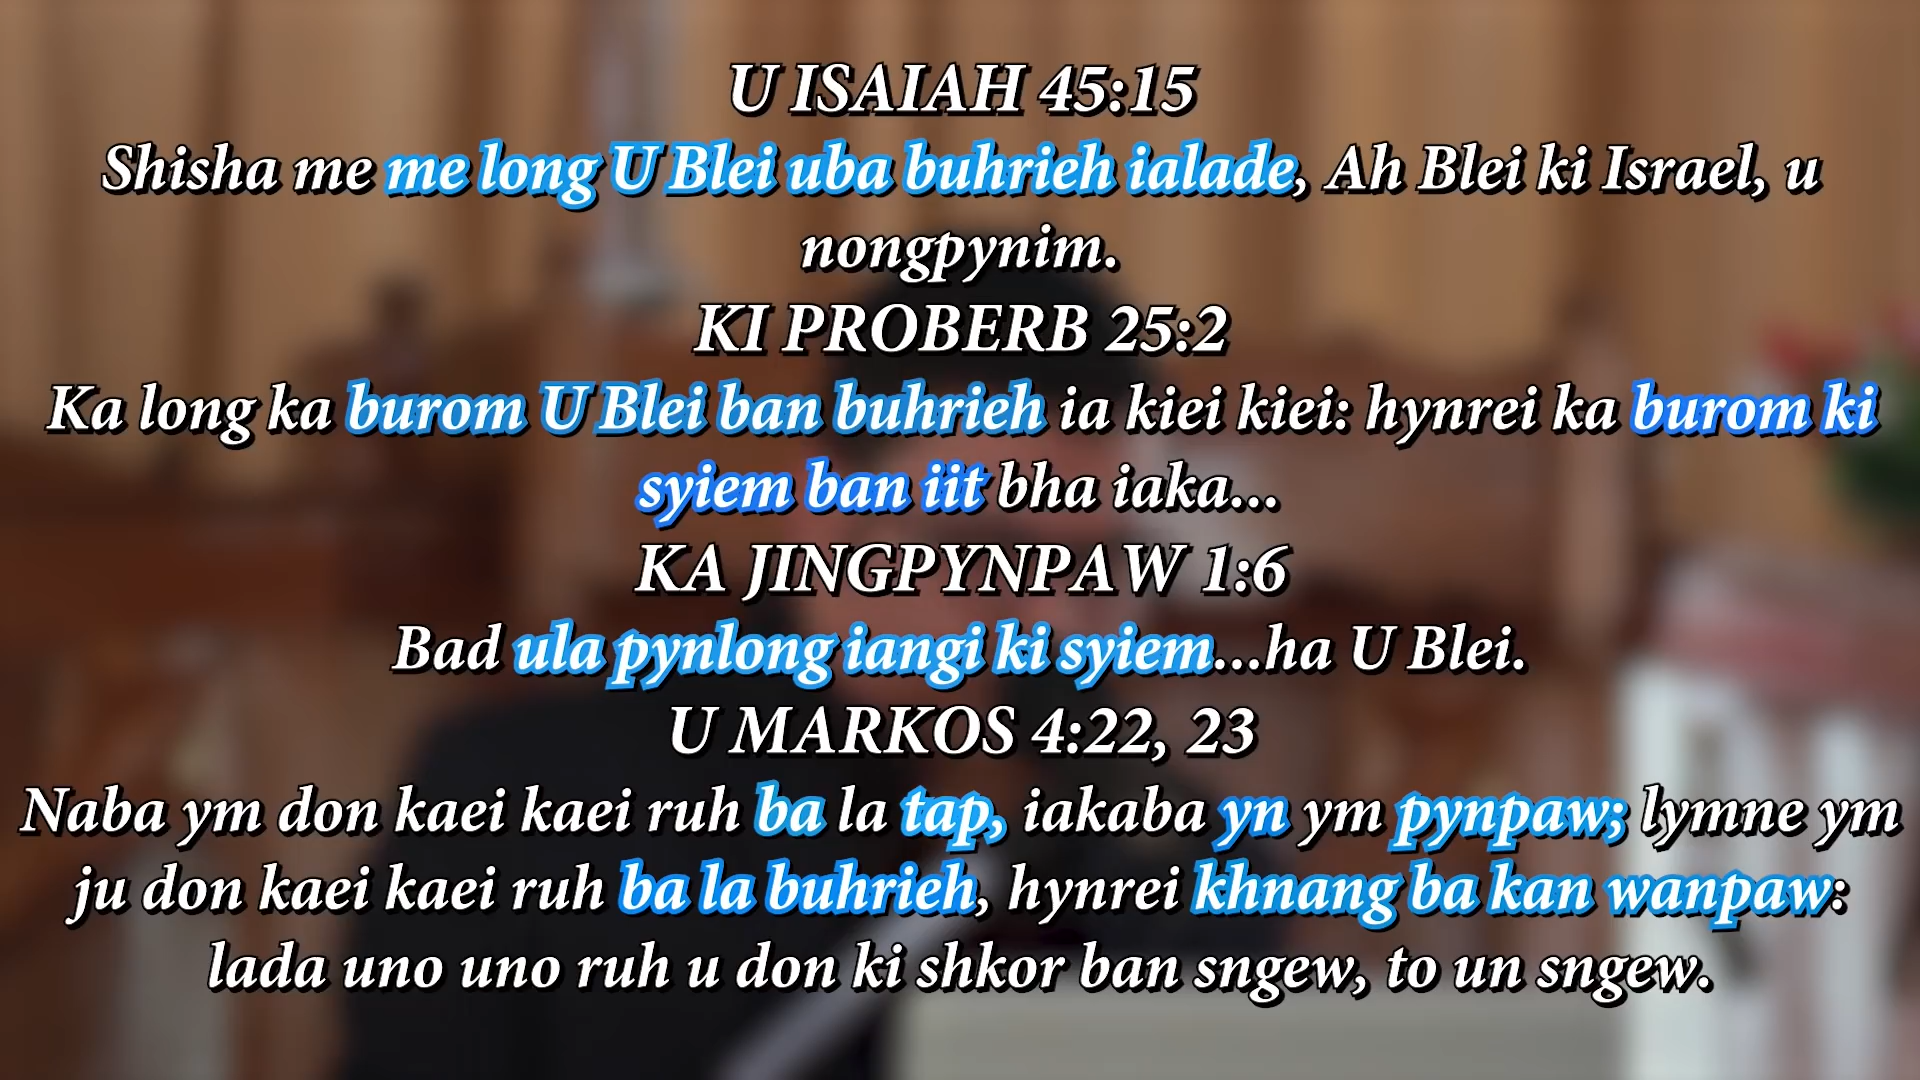 U ISAIAH 45:15
Shisha me me long U Blei uba buhrieh ialade, Ah Blei ki Israel, u
nongpynim.
KI PROBERB 25:2
Ka long ka burom U Blei ban buhrieh ia kiei kiei: hynrei ka burom ki
syiem ban iit bha iaka...
KA JINGPYNPAW 1:6
Bad ula pynlong iangi ki syiem...ha U Blei.
U MARKOS 4:22, 23
Naba ym don kaei kaei ruh ba la tap, iakaba yn ym pynpaw; lymne ym
ju don kaei kaei ruh ba la buhrieh, hynrei khnang ba kan wanpaw:
lada uno uno ruh u don ki shkor ban sngew, to un sngew.